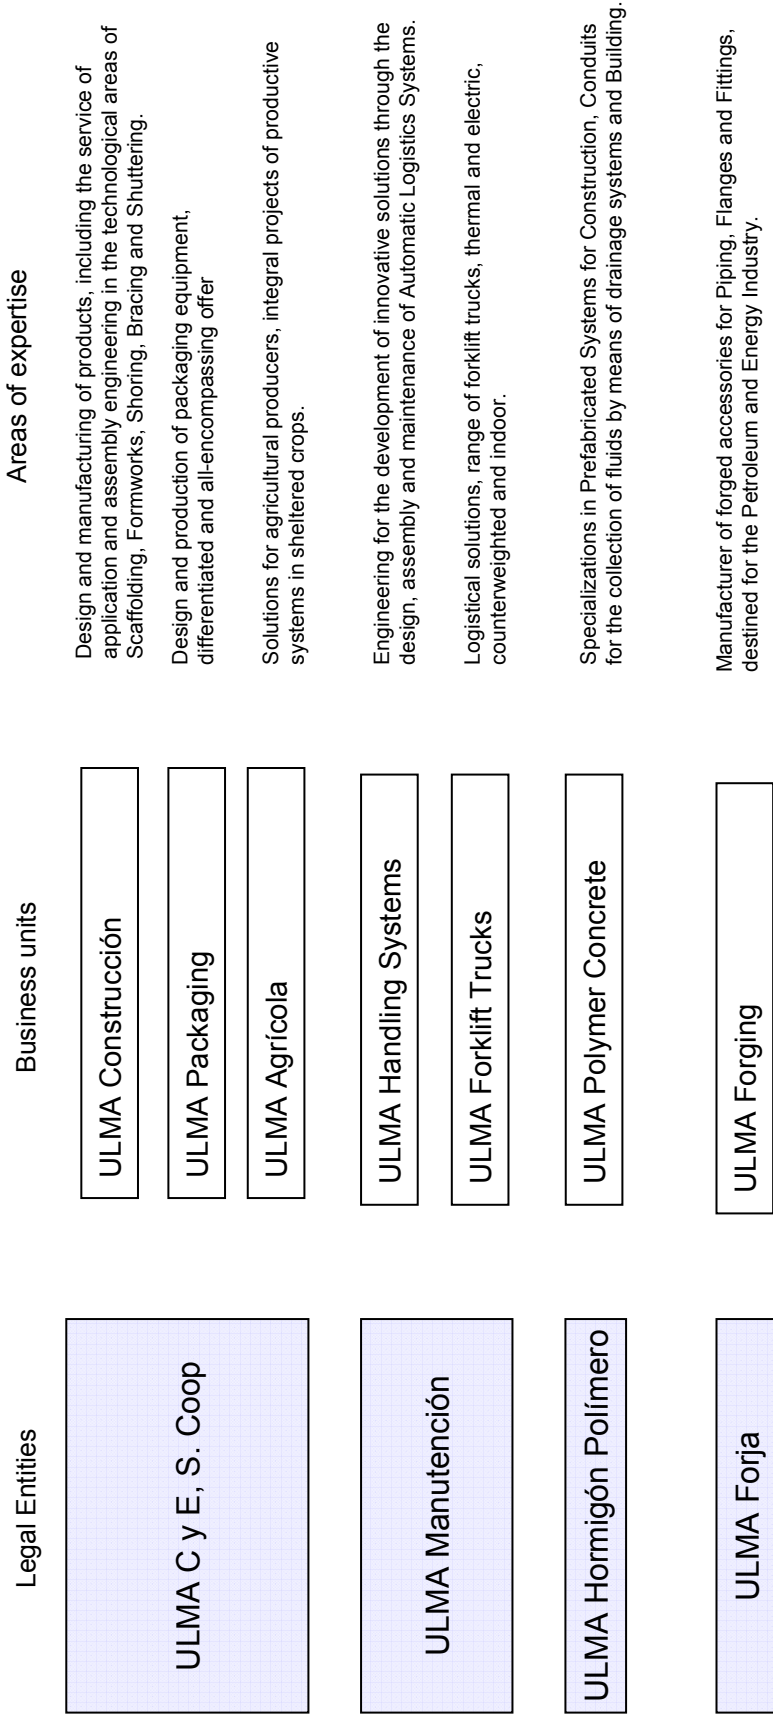 Legal Entities
Business units
Areas of expertise
ULMA C y E, S. Coop
ULMA Construcción
Design and manufacturing of products, including the service of
application and assembly engineering in the technological areas of
Scaffolding, Formworks, Shoring, Bracing and Shuttering.
ULMA Packaging
Design and production of packaging equipment,
differentiated and all-encompassing offer
ULMA Agrícola
Solutions for agricultural producers, integral projects of productive
systems in sheltered crops.
ULMA Manutención
ULMA Handling Systems
Engineering for the development of innovative solutions through the
design, assembly and maintenance of Automatic Logistics Systems.
ULMA Forklift Trucks
Logistical solutions, range of forklift trucks, thermal and electric,
counterweighted and indoor.
ULMA Hormigón Polímero
ULMA Polymer Concrete
Specializations in Prefabricated Systems for Construction, Conduits
for the collection of fluids by means of drainage systems and Building.
ULMA Forja
ULMA Forging
Manufacturer of forged accessories for Piping, Flanges and Fittings,
destined for the Petroleum and Energy Industry.